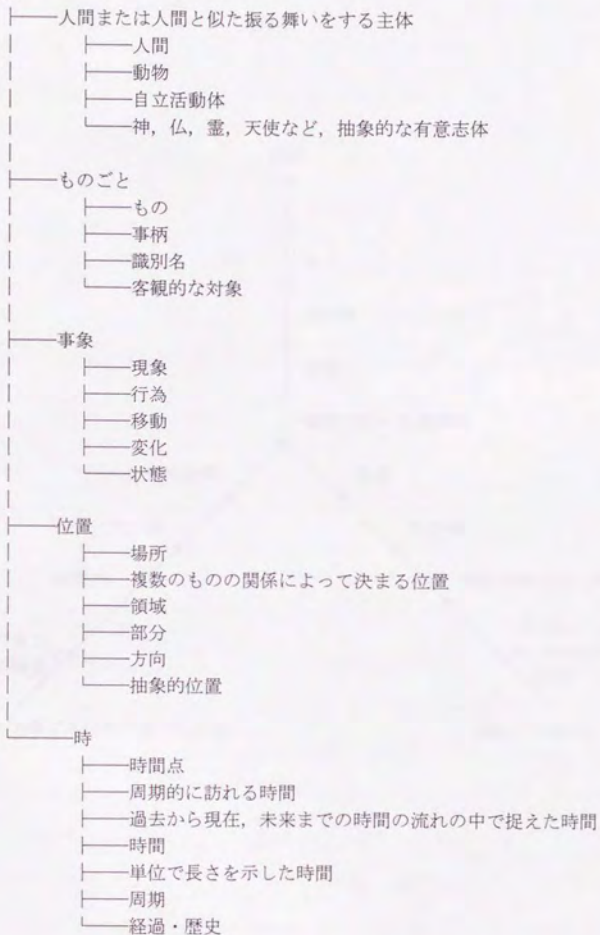 人間または人間と似た振る舞いをする主体
人間
動物
自立活動体
神，仏，霊，天使など，抽象的な有意志体
ものごと
もの
事柄
識別名
客観的な対象
事象
現象
行為
移動
変化
状態
位置
場所
複数のものの関係によって決まる位置
領域
部分
方向
抽象的位置
時
時間点
周期的に訪れる時間
過去から現在，未来までの時間の流れの中で捉えた時間
時間
単位で長さを示した時間
周期
経過・歴史